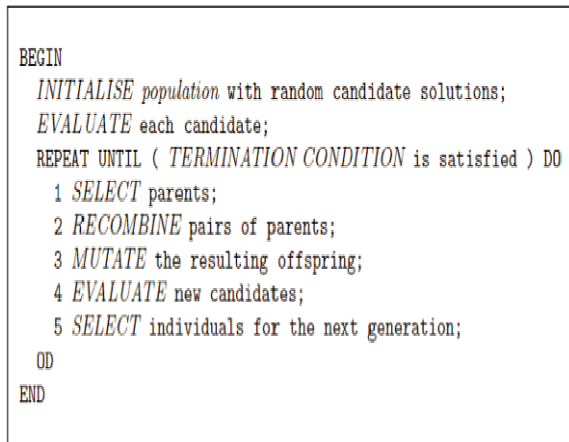 BEGIN
INITIALISE population with random candidate solutions;
EVALUATE each candidate;
REPEAT UNTIL ( TERMINATION CONDITION is satisfied ) DO
1 SELECT parents;
2 RECOMBINE pairs of parents;
3 MUTATE the resulting offspring;
4 EVALUATE new candidates;
5 SELECT individuals for the next generation;
OD
END